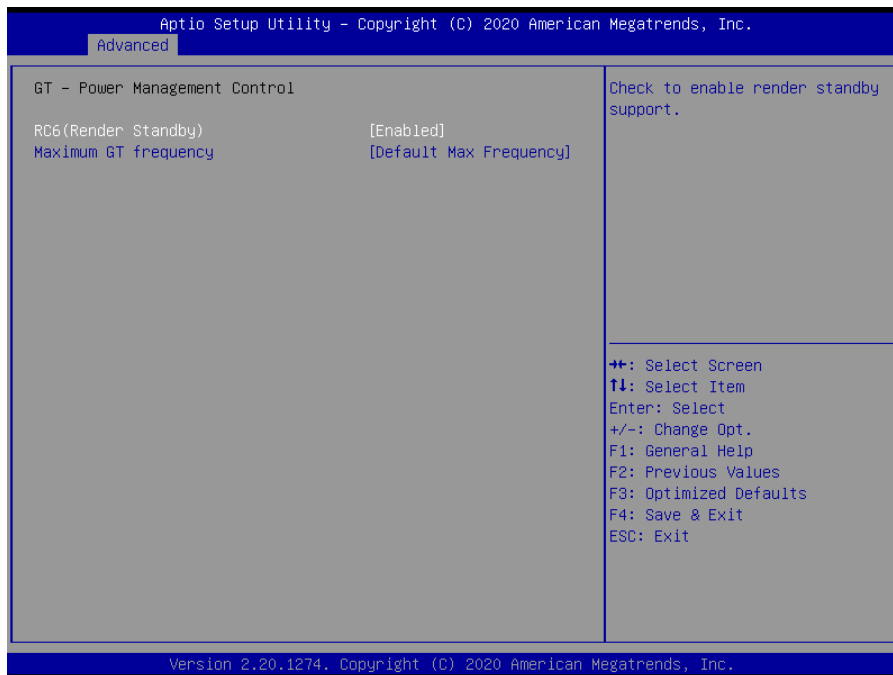 Aptio Setup Utility – Copyright (C) 2020 American Megatrends, Inc.
Advanced
GT – Power Management Control
RC6(Render Standby) [Enabled]
Maximum GT frequency [Default Max Frequency]
Check to enable render standby
support.
→←: Select Screen
↑↓: Select Item
Enter: Select
+/-: Change Opt.
F1: General Help
F2: Previous Values
F3: Optimized Defaults
F4: Save & Exit
ESC: Exit
Version 2.20.1274. Copyright (C) 2020 American Megatrends, Inc.